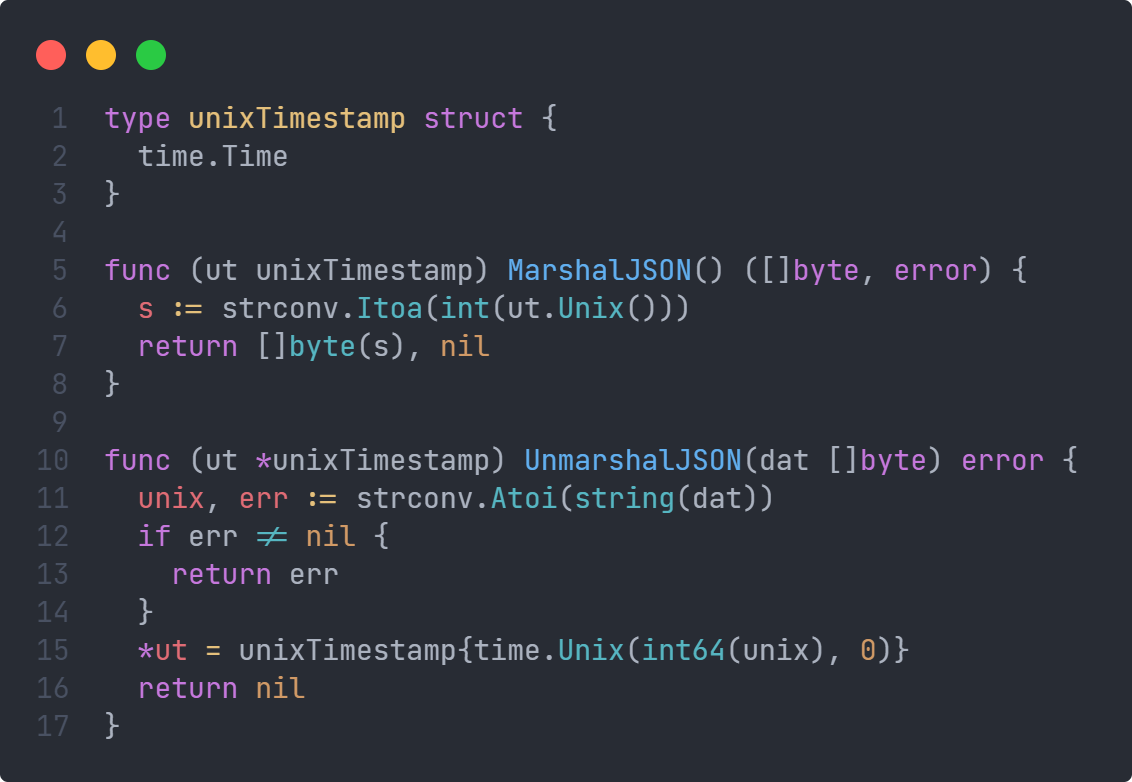 1 type unixTimestamp struct {
2   time.Time
3 }
4
5 func (ut unixTimestamp) MarshalJSON() ([]byte, error) {
6   s := strconv.Itoa(int(ut.Unix()))
7   return []byte(s), nil
8 }
9
10 func (ut *unixTimestamp) UnmarshalJSON(dat []byte) error {
11   unix, err := strconv.Atoi(string(dat))
12   if err != nil {
13     return err
14   }
15   *ut = unixTimestamp{time.Unix(int64(unix), 0)}
16   return nil
17 }